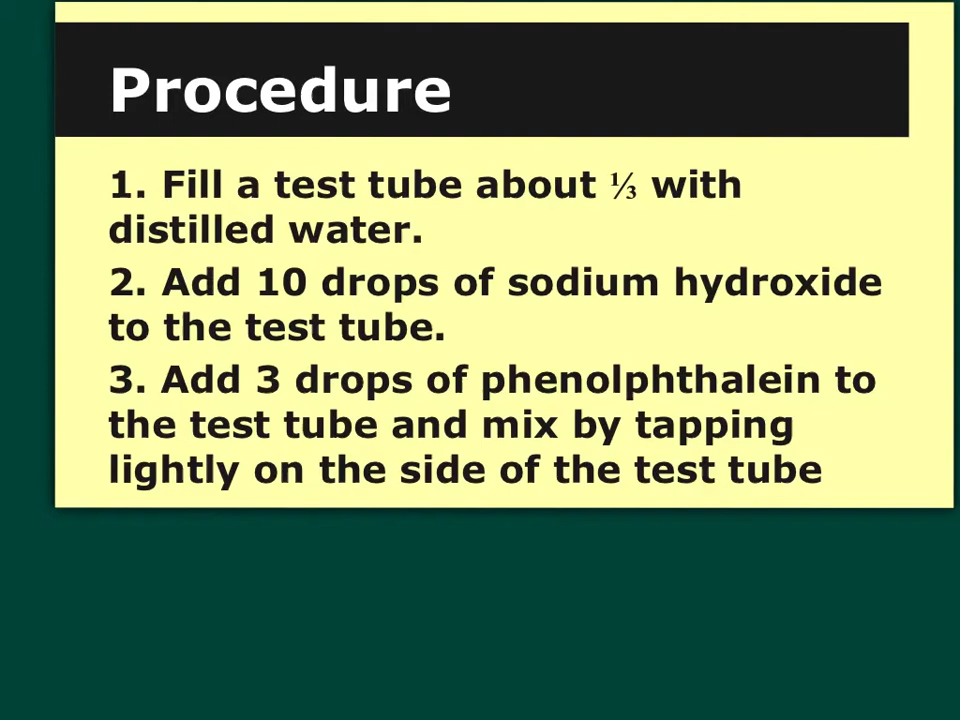 Procedure
1. Fill a test tube about ⅓ with
distilled water.
2. Add 10 drops of sodium hydroxide
to the test tube.
3. Add 3 drops of phenolphthalein to
the test tube and mix by tapping
lightly on the side of the test tube